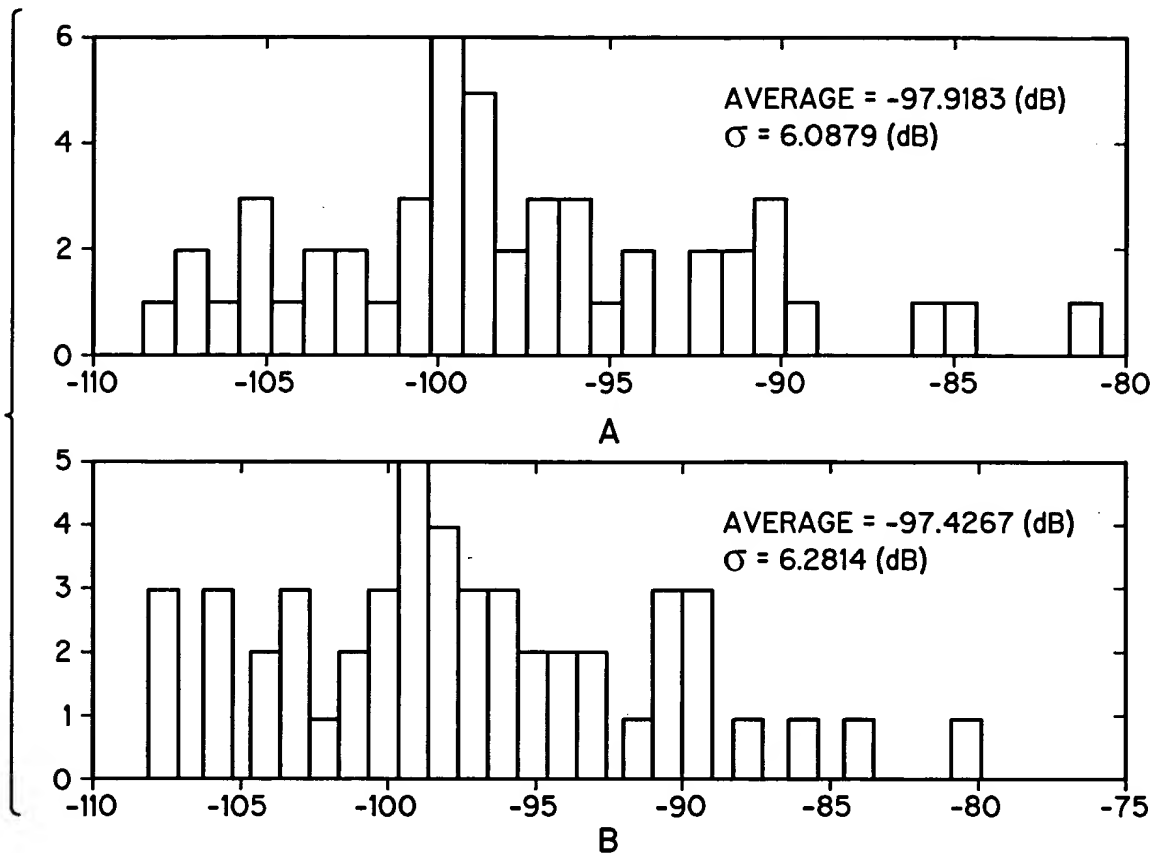 6
4
2
0
AVERAGE = -97.9183 (dB)
σ = 6.0879 (dB)
-110 -105 -100 -95 -90 -85 -80
A
5
4
3
2
1
0
AVERAGE = -97.4267 (dB)
σ = 6.2814 (dB)
-110 -105 -100 -95 -90 -85 -80 -75
B